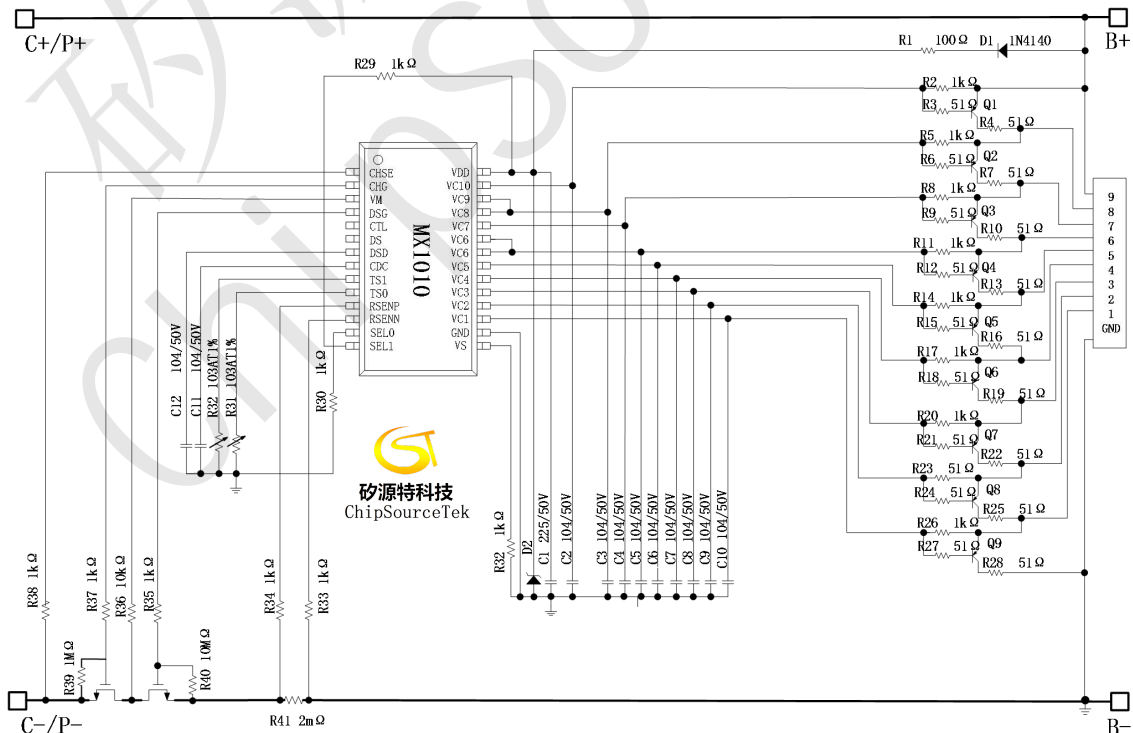 C+/P+
B+
R1 100Ω D1 1N4140
R29 1kΩ
R2 1kΩ
R3 51Ω Q1
R4 51Ω
R5 1kΩ
R6 51Ω Q2
R7 51Ω
R8 1kΩ
R9 51Ω Q3
R10 51Ω
R11 1kΩ
R12 51Ω Q4
R13 51Ω
R14 1kΩ
R15 51Ω Q5
R16 51Ω
R17 1kΩ
R18 51Ω Q6
R19 51Ω
R20 1kΩ
R21 51Ω Q7
R22 51Ω
R23 51Ω
R24 51Ω Q8
R25 51Ω
R26 1kΩ
R27 51Ω Q9
R28 51Ω
9
8
7
6
5
4
3
2
1
GND
MX1010
CHSE VDD
CHG VC10
VM VC9
DSG VC8
CTL VC7
DS VC6
DSD VC6
CDC VC5
TS1 VC4
TS0 VC3
RSENP VC2
RSENN VC1
SEL0 GND
SEL1 VS
C12 104/50V
C11 104/50V
R32 103AT1%
R31 103AT1%
R30 1kΩ
矽源特科技
ChipSourceTek
R32 1kΩ
D2
C1 225/50V
C2 104/50V
C3 104/50V
C4 104/50V
C5 104/50V
C6 104/50V
C7 104/50V
C8 104/50V
C9 104/50V
C10 104/50V
R38 1kΩ
R37 1kΩ
R36 10kΩ
R35 1kΩ
R34 1kΩ
R33 1kΩ
R39 1MΩ
R40 10MΩ
R41 2mΩ
C-/P-
B-